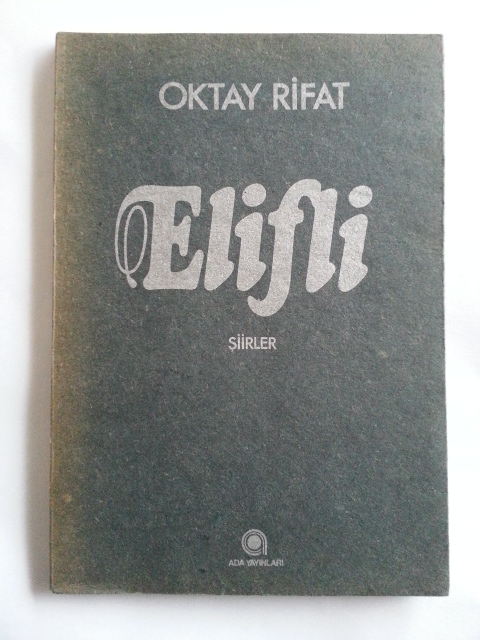 OKTAY RİFAT
Elifli
ŞİİRLER
ADA YAYINLARI